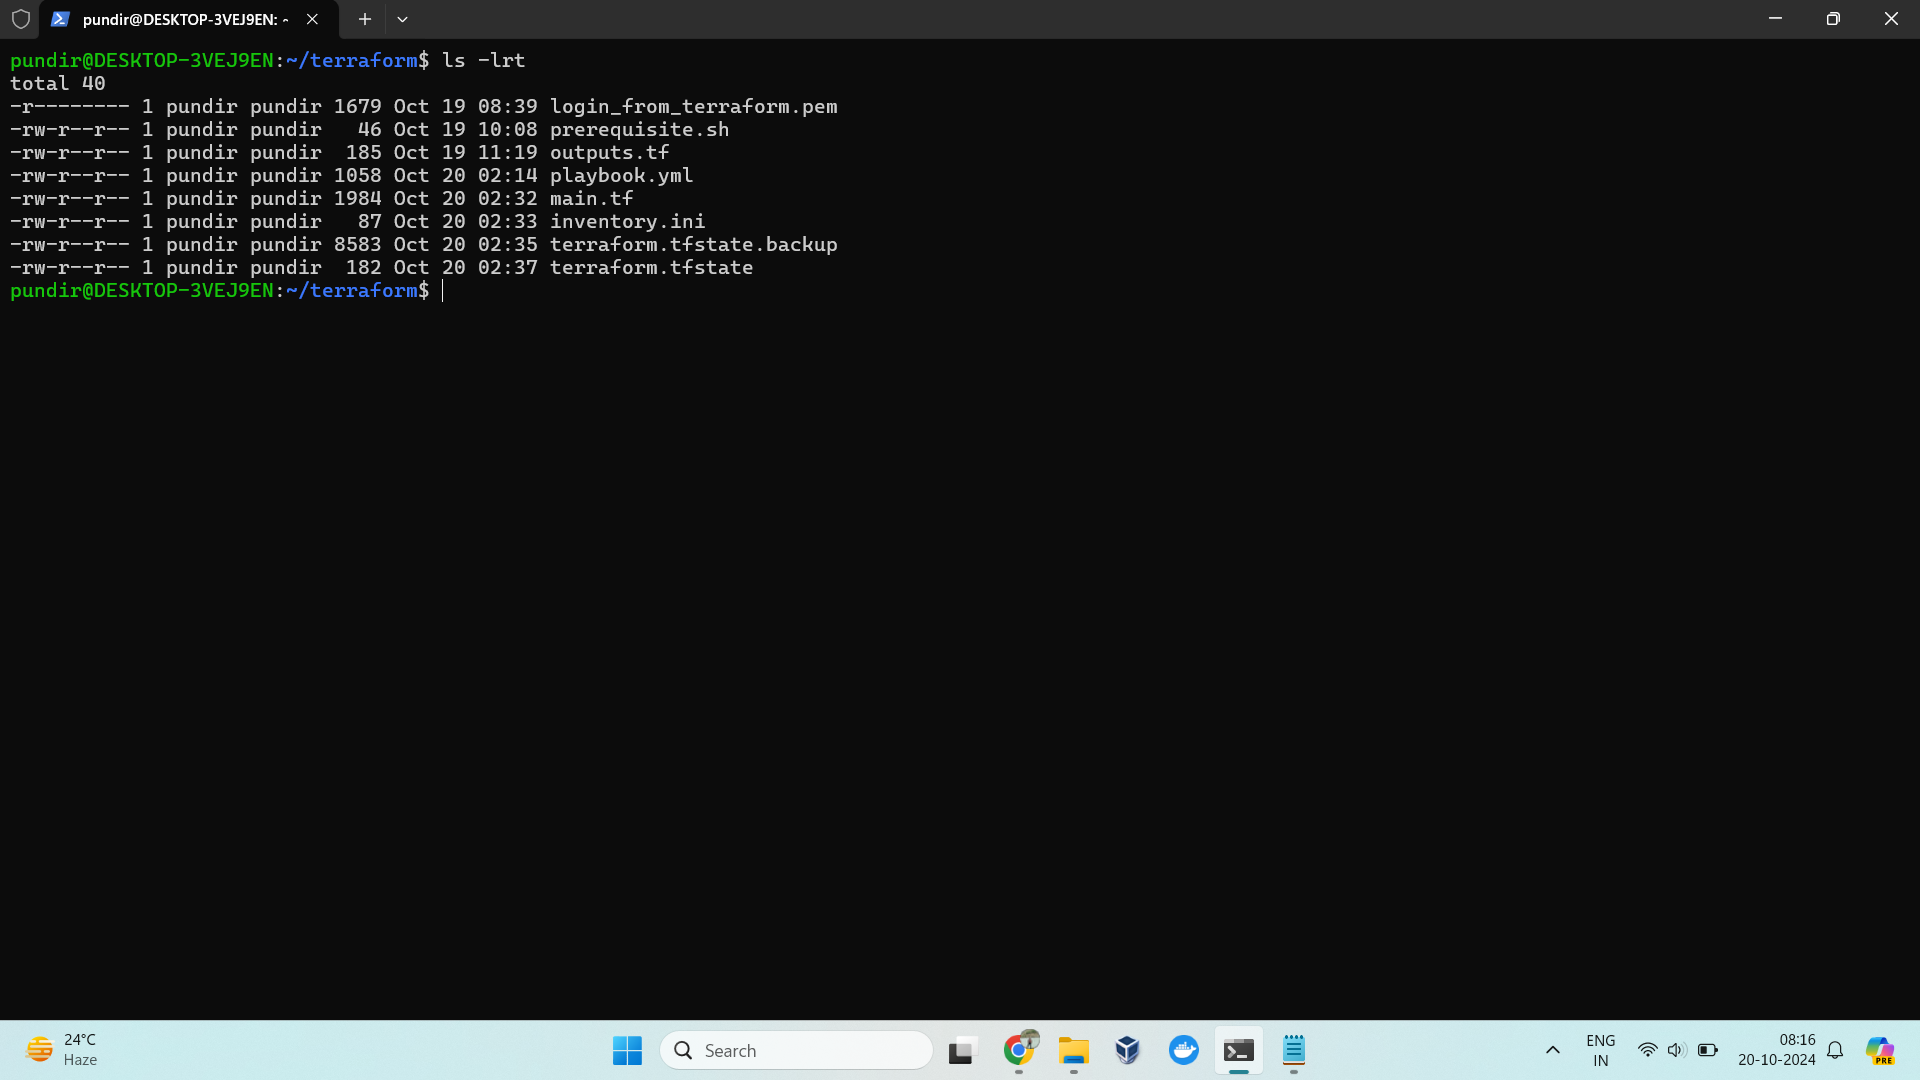 pundir@DESKTOP-3VEJ9EN: ~
pundir@DESKTOP-3VEJ9EN:~/terraform$ ls -lrt
total 40
-r-------- 1 pundir pundir 1679 Oct 19 08:39 login_from_terraform.pem
-rw-r--r-- 1 pundir pundir   46 Oct 19 10:08 prerequisite.sh
-rw-r--r-- 1 pundir pundir  185 Oct 19 11:19 outputs.tf
-rw-r--r-- 1 pundir pundir 1058 Oct 20 02:14 playbook.yml
-rw-r--r-- 1 pundir pundir 1984 Oct 20 02:32 main.tf
-rw-r--r-- 1 pundir pundir   87 Oct 20 02:33 inventory.ini
-rw-r--r-- 1 pundir pundir 8583 Oct 20 02:35 terraform.tfstate.backup
-rw-r--r-- 1 pundir pundir  182 Oct 20 02:37 terraform.tfstate
pundir@DESKTOP-3VEJ9EN:~/terraform$
24°C
Haze
Search
ENG
IN
08:16
20-10-2024
PRE